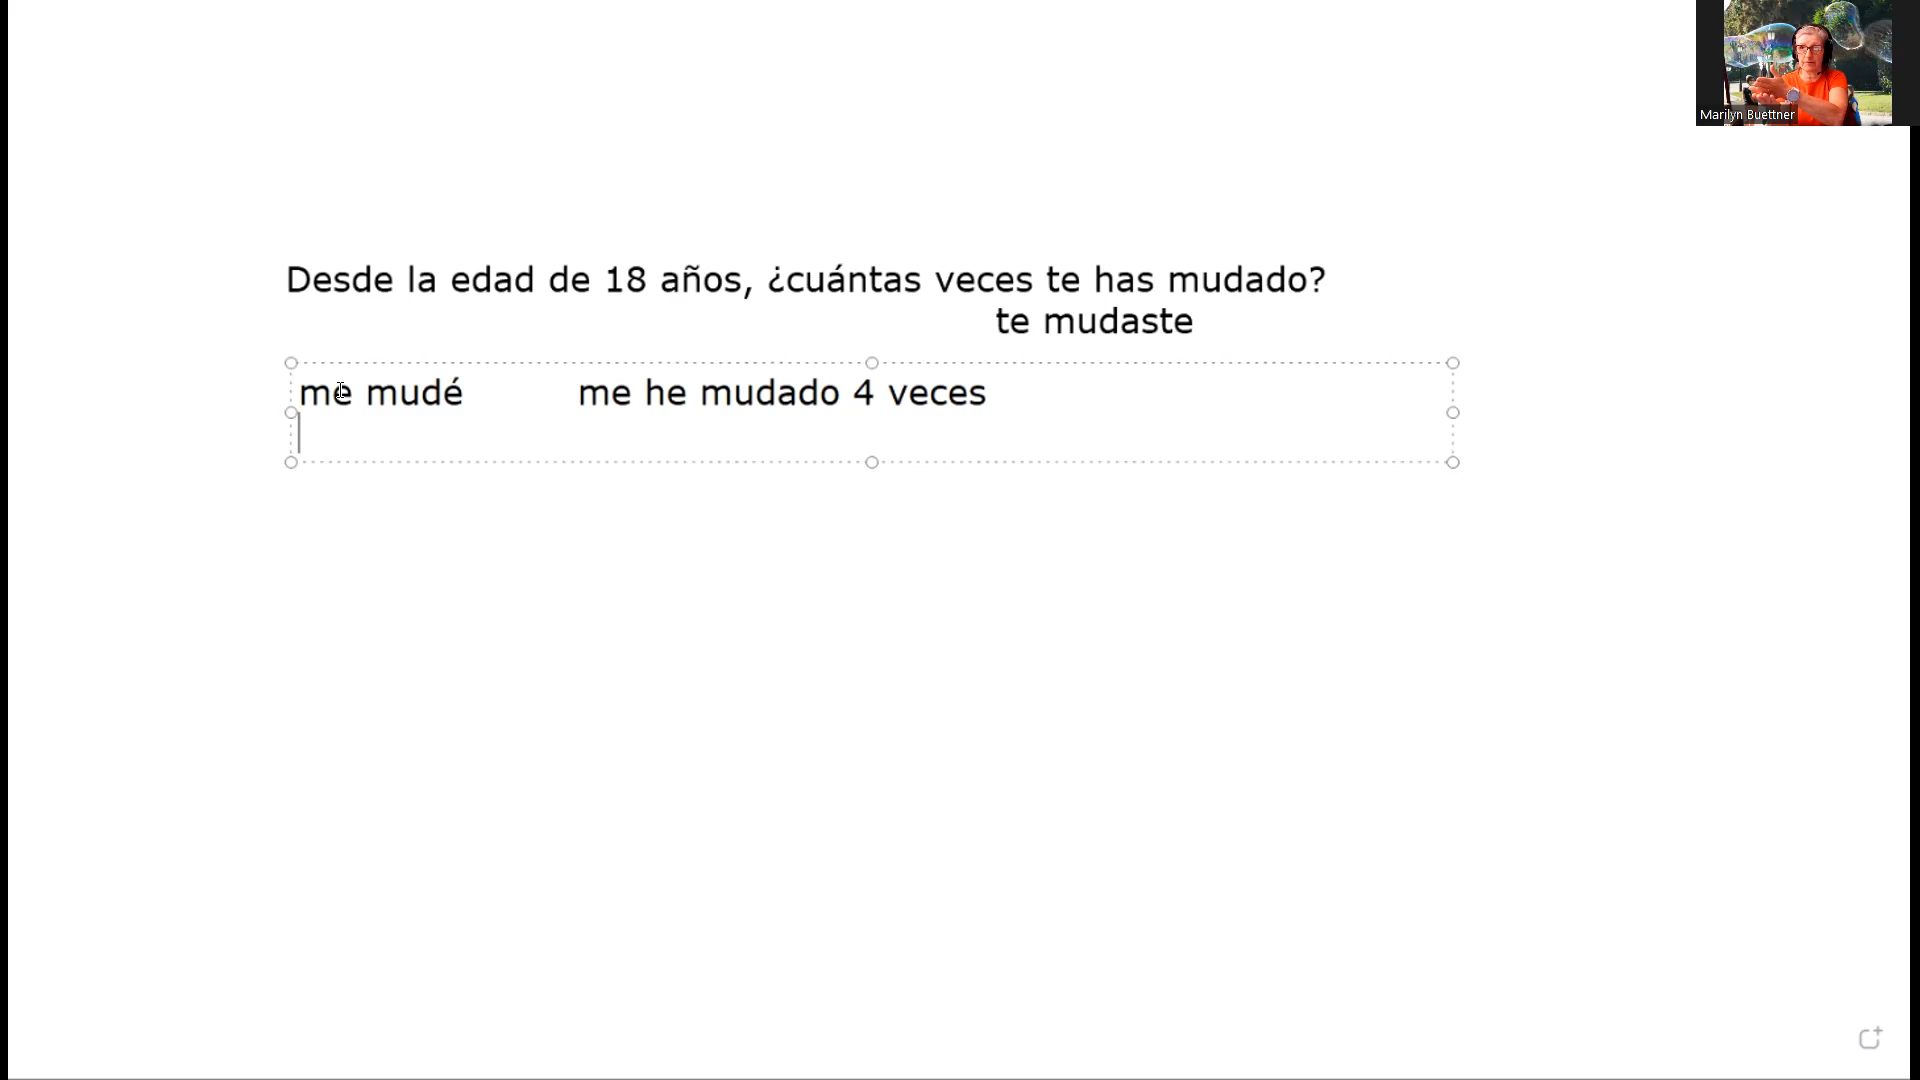 Marilyn Buettner
Desde la edad de 18 años, ¿cuántas veces te has mudado?
te mudaste
me mudé me he mudado 4 veces